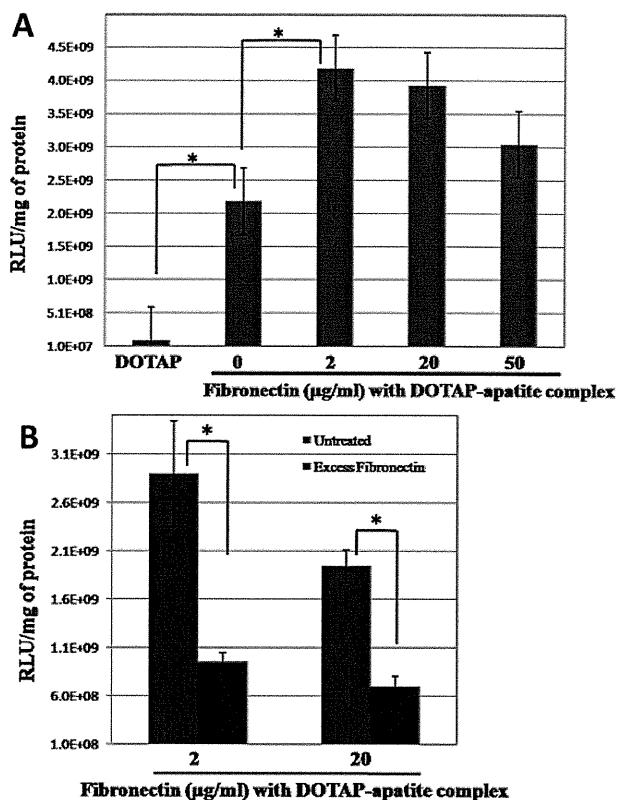 A
*
*
4.5E+09
4.0E+09
3.5E+09
3.0E+09
2.5E+09
2.0E+09
1.5E+09
1.0E+09
5.1E+08
1.0E+07
RLU/mg of protein
DOTAP 0 2 20 50
Fibronectin (µg/ml) with DOTAP-apatite complex
B
*
*
Untreated
Excess Fibronectin
3.1E+09
2.6E+09
2.1E+09
1.6E+09
1.1E+09
6.0E+08
1.0E+08
RLU/mg of protein
2 20
Fibronectin (µg/ml) with DOTAP-apatite complex